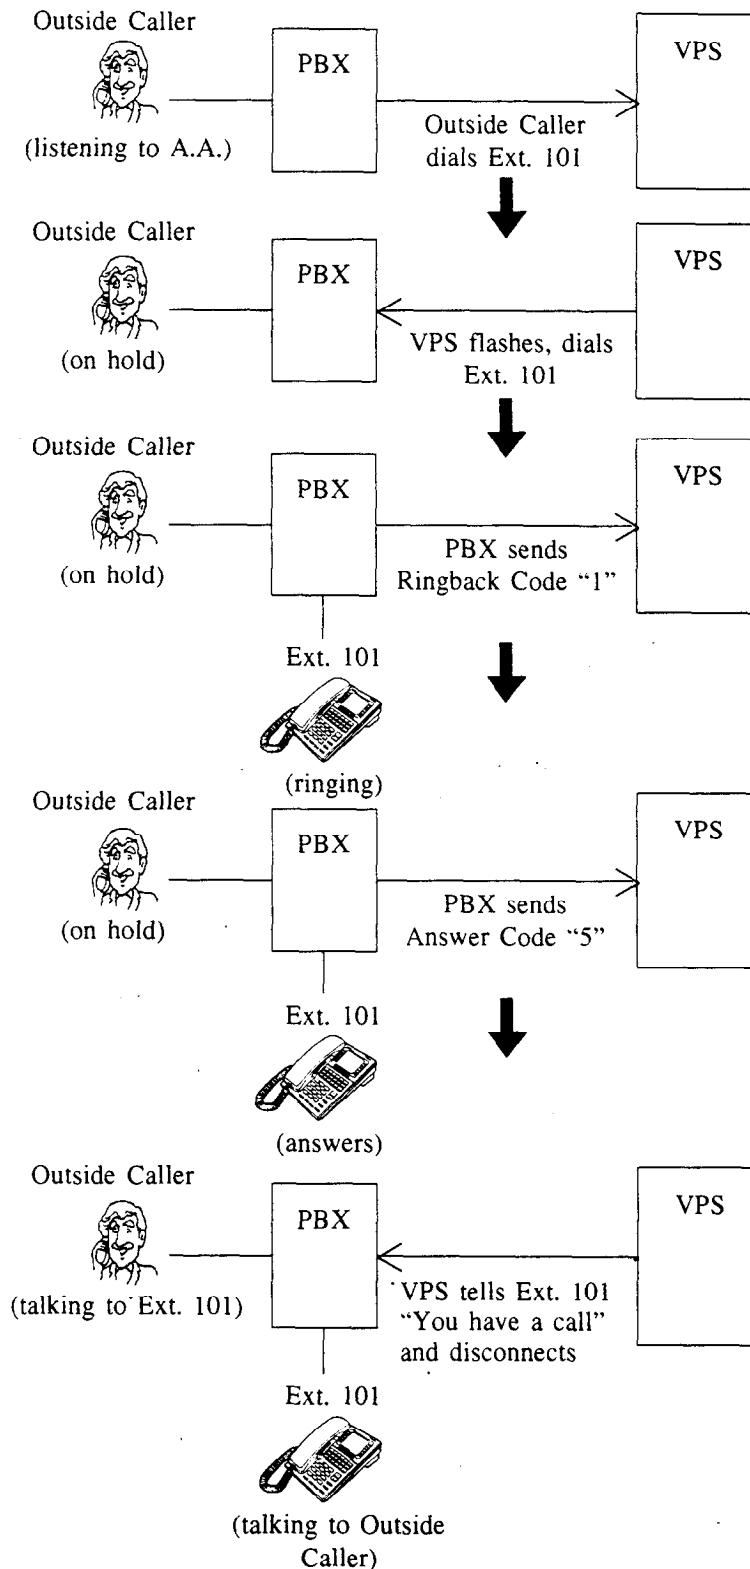 Outside Caller
PBX
VPS
(listening to A.A.)
Outside Caller
dials Ext. 101
Outside Caller
PBX
VPS
(on hold)
VPS flashes, dials
Ext. 101
Outside Caller
PBX
VPS
(on hold)
PBX sends
Ringback Code “1”
Ext. 101
(ringing)
Outside Caller
PBX
VPS
(on hold)
PBX sends
Answer Code “5”
Ext. 101
(answers)
Outside Caller
PBX
VPS
(talking to Ext. 101)
VPS tells Ext. 101
“You have a call”
and disconnects
Ext. 101
(talking to Outside
Caller)